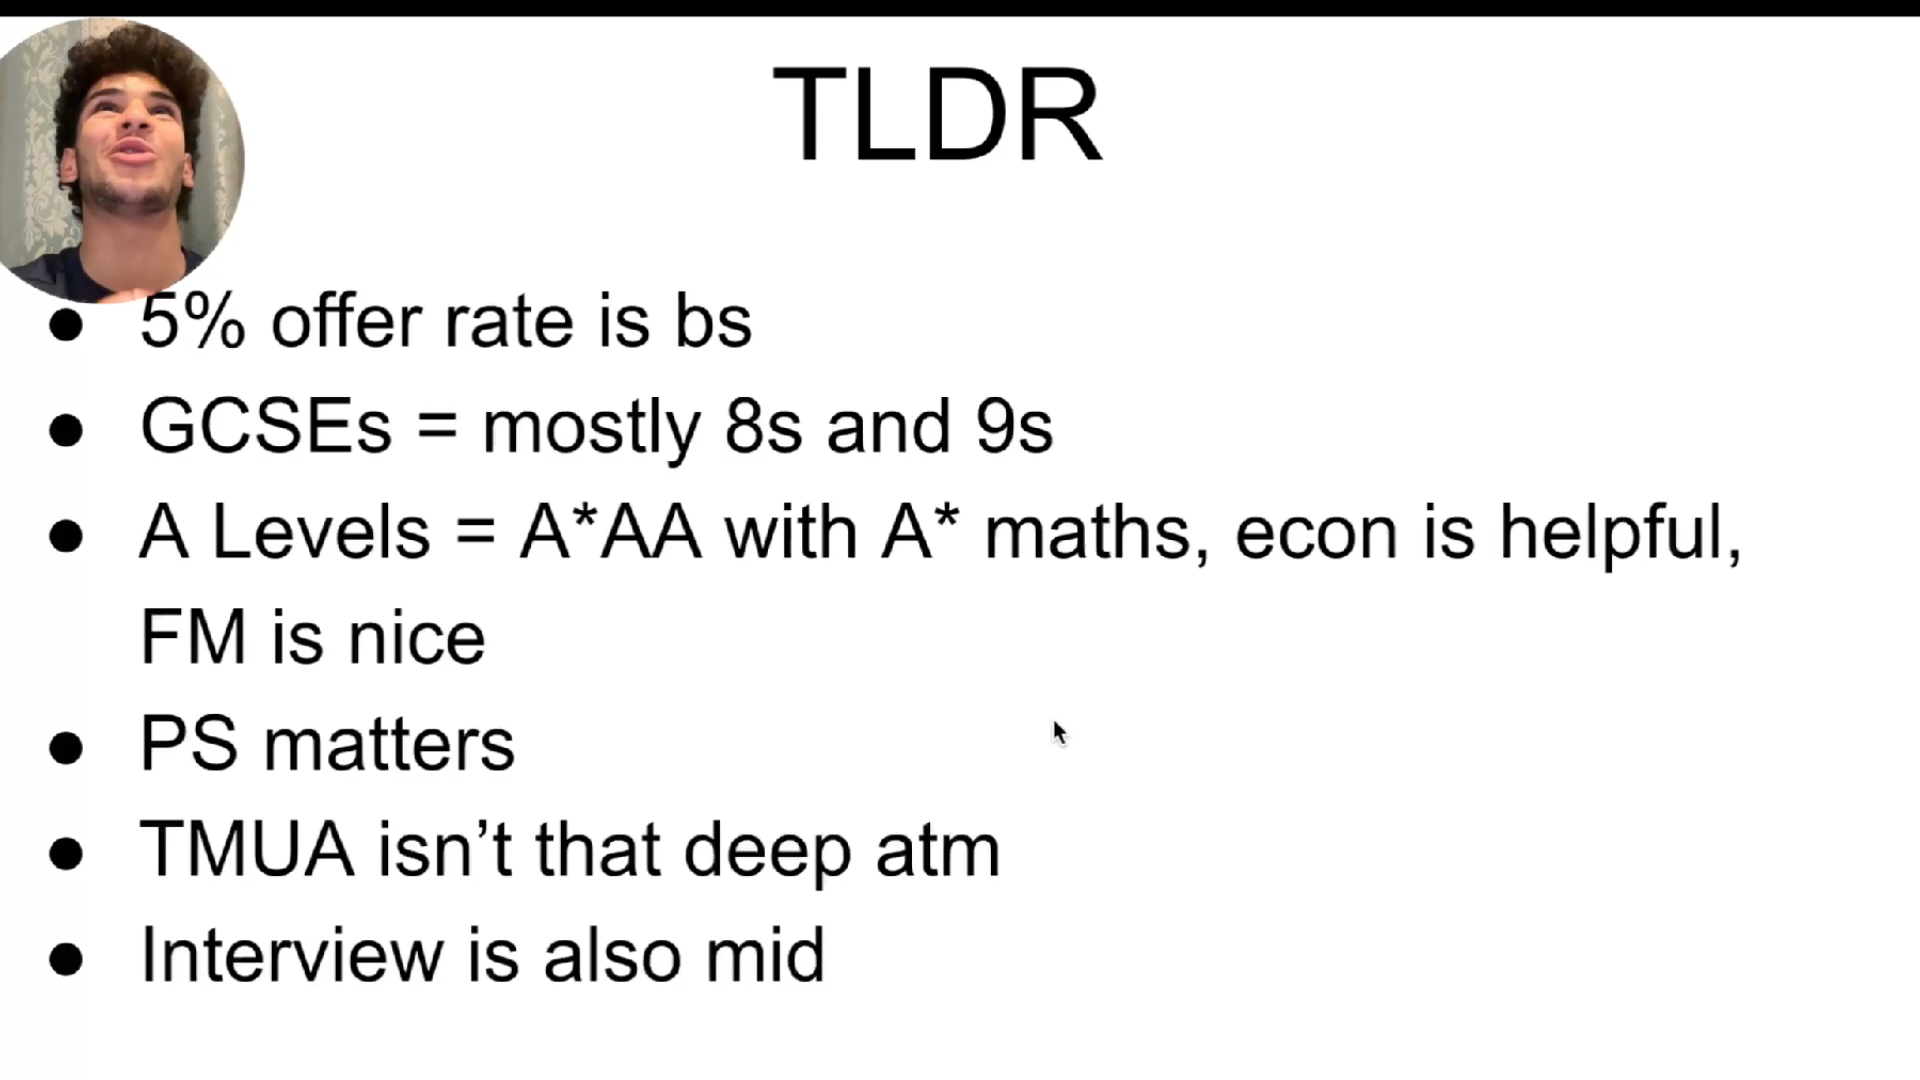 TLDR
● 5% offer rate is bs
● GCSEs = mostly 8s and 9s
● A Levels = A*AA with A* maths, econ is helpful,
FM is nice
● PS matters
● TMUA isn’t that deep atm
● Interview is also mid